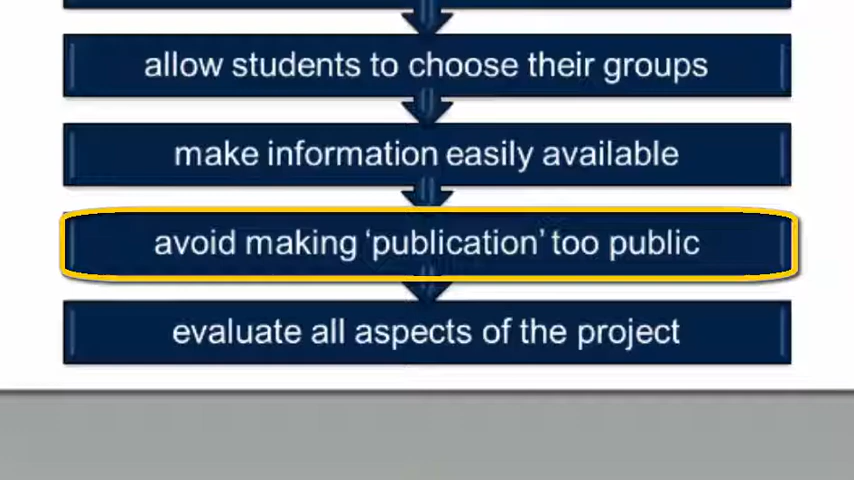 allow students to choose their groups
make information easily available
avoid making ‘publication’ too public
evaluate all aspects of the project